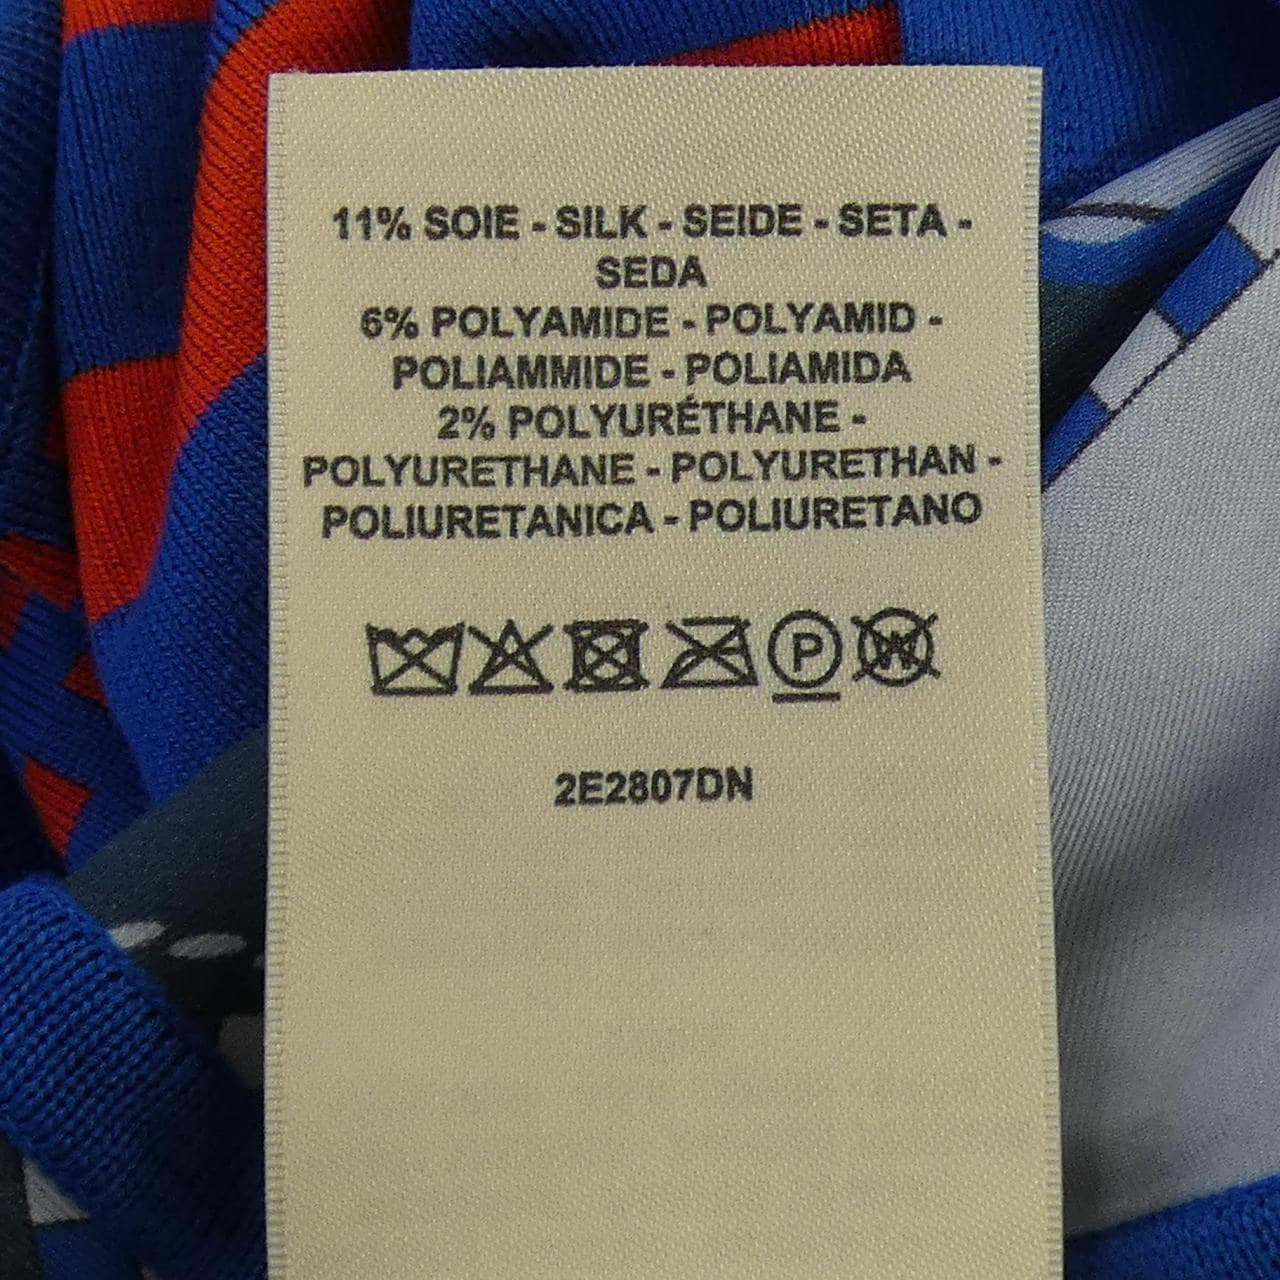 11% SOIE - SILK - SEIDE - SETA -
SEDA
6% POLYAMIDE - POLYAMID -
POLIAMMIDE - POLIAMIDA
2% POLYURÉTHANE -
POLYURETHANE - POLYURETHAN -
POLIURETANICA - POLIURETANO
P W
2E2807DN